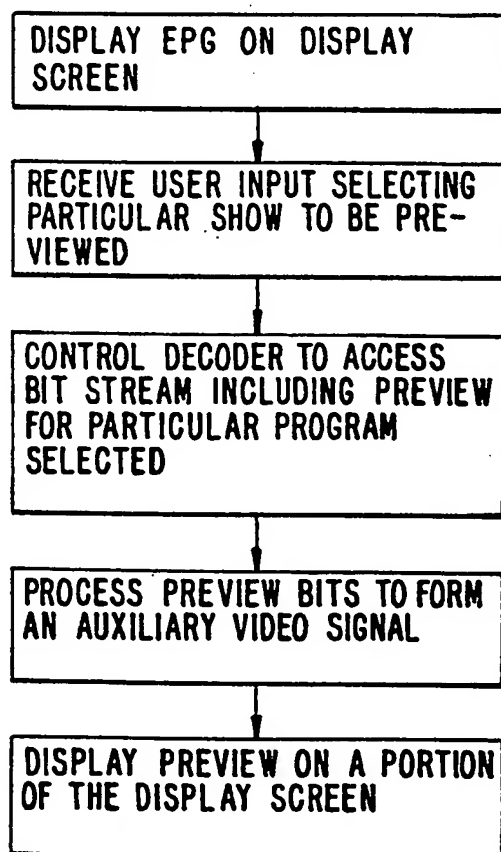 DISPLAY EPG ON DISPLAY
SCREEN
RECEIVE USER INPUT SELECTING
PARTICULAR SHOW TO BE PRE-
VIEWED
CONTROL DECODER TO ACCESS
BIT STREAM INCLUDING PREVIEW
FOR PARTICULAR PROGRAM
SELECTED
PROCESS PREVIEW BITS TO FORM
AN AUXILIARY VIDEO SIGNAL
DISPLAY PREVIEW ON A PORTION
OF THE DISPLAY SCREEN